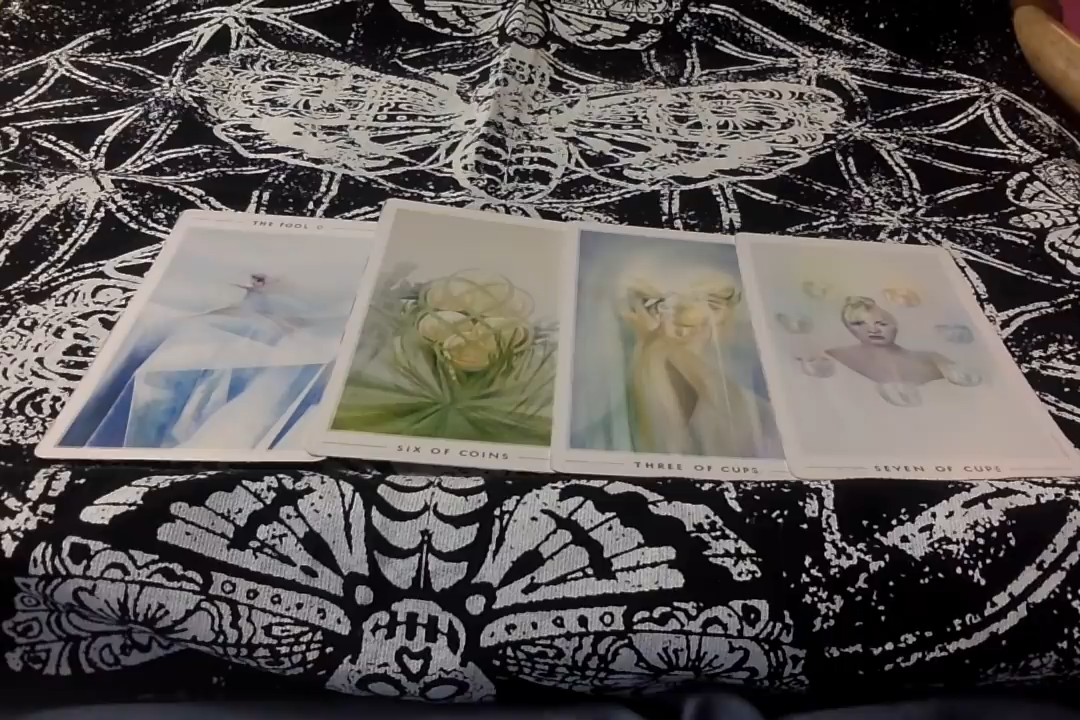 THE FOOL 0
SIX OF COINS
THREE OF CUPS
SEVEN OF CUPS